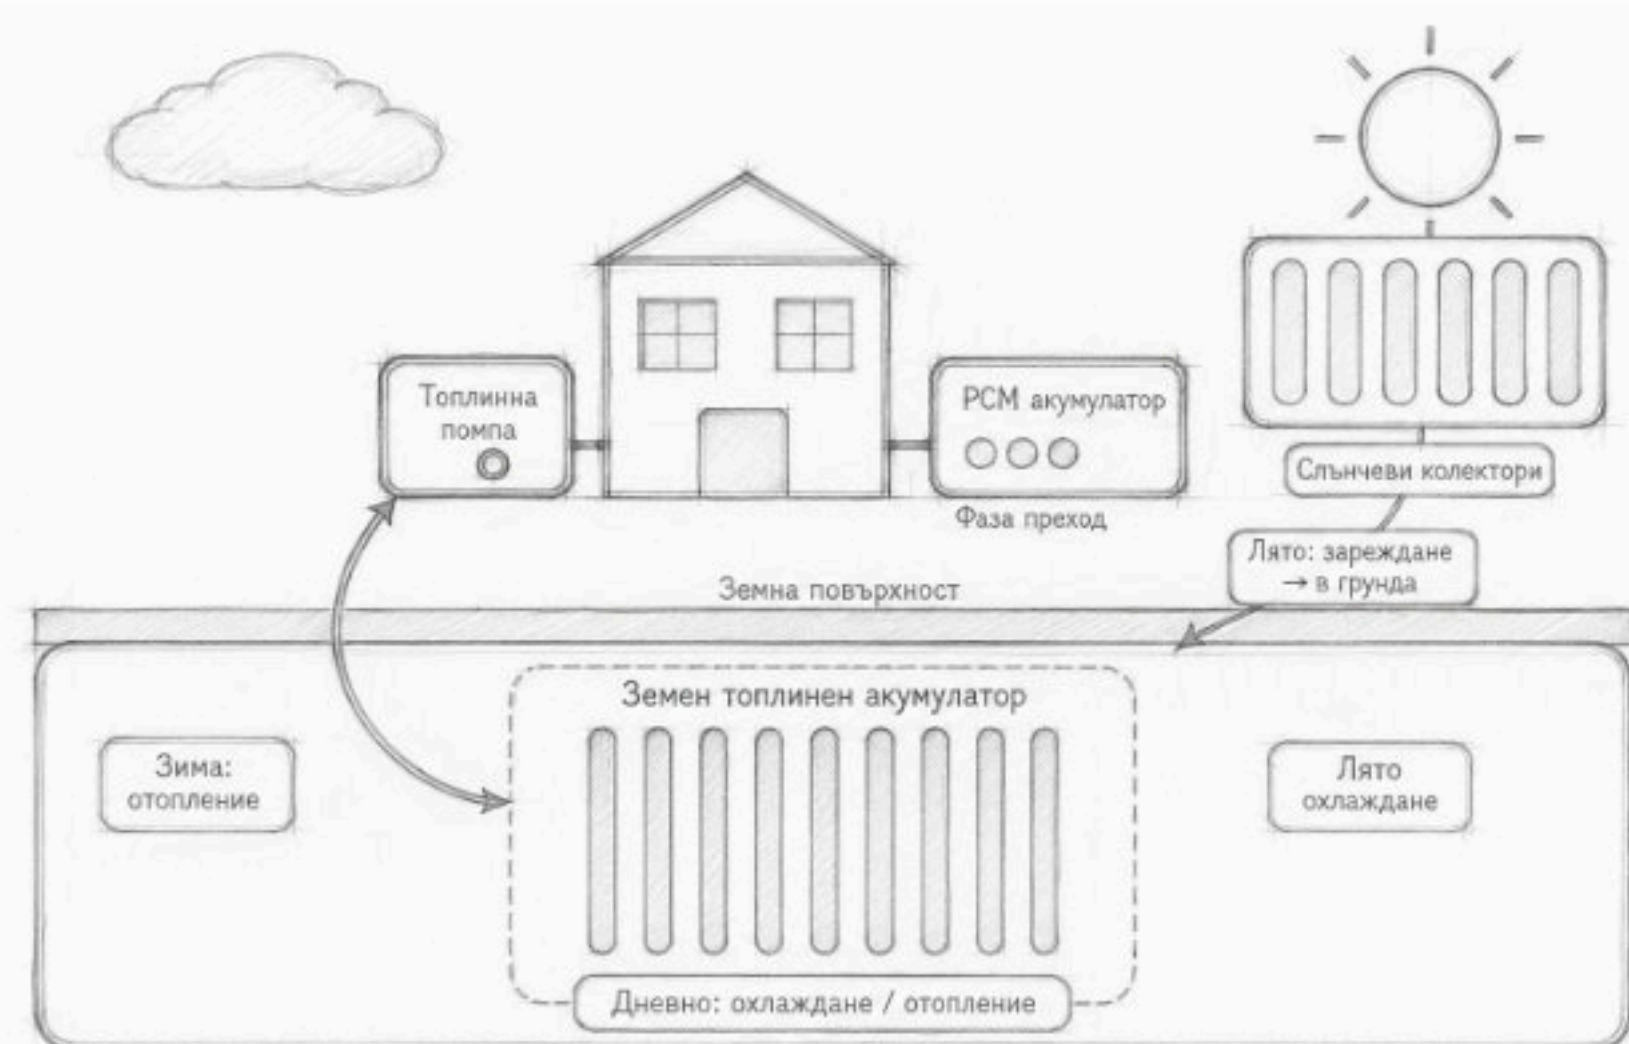 Топлинна
помпа
PCM акумулатор
Фаза преход
Слънчеви колектори
Лято: зареждане
→ в грунда
Земна повърхност
Земен топлинен акумулатор
Зима:
отопление
Лято
охлаждане
Дневно: охлаждане / отопление